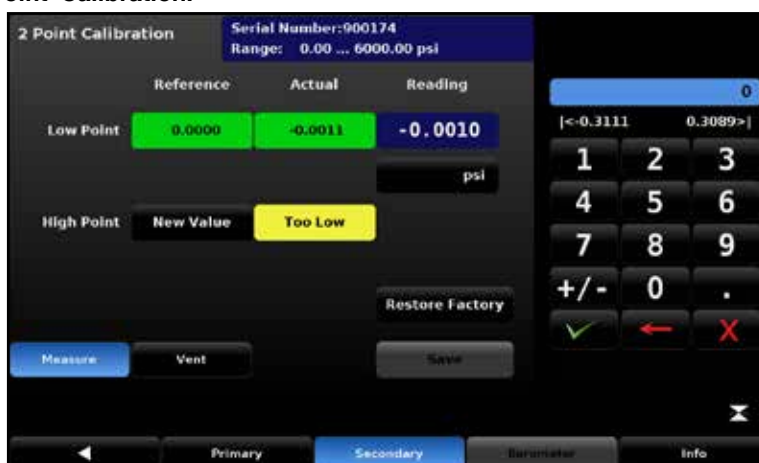 2 Point Calibration
Serial Number:900174
Range: 0.00 ... 6000.00 psi
Reference Actual Reading
0
Low Point 0.0000 -0.0011 -0.0010
|<-0.3111 0.3089>|
psi
1 2 3
4 5 6
High Point New Value Too Low
7 8 9
+/- 0 .
Restore Factory
X
Measure Vent Save
Primary Secondary Barometer Info